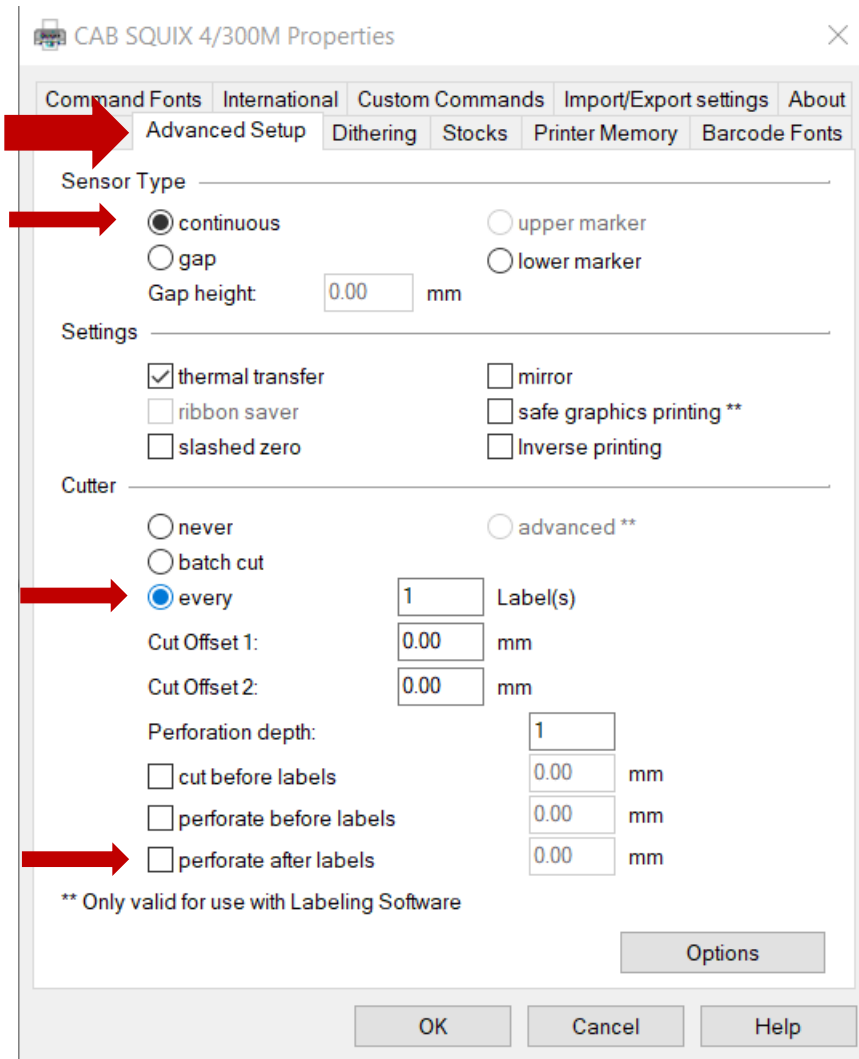 CAB SQUIX 4/300M Properties
Command Fonts International Custom Commands Import/Export settings About
Advanced Setup Dithering Stocks Printer Memory Barcode Fonts
Sensor Type
continuous upper marker
gap lower marker
Gap height: 0.00 mm
Settings
thermal transfer mirror
ribbon saver safe graphics printing **
slashed zero Inverse printing
Cutter
never advanced **
batch cut
every 1 Label(s)
Cut Offset 1: 0.00 mm
Cut Offset 2: 0.00 mm
Perforation depth: 1
cut before labels 0.00 mm
perforate before labels 0.00 mm
perforate after labels 0.00 mm
** Only valid for use with Labeling Software
Options
OK Cancel Help